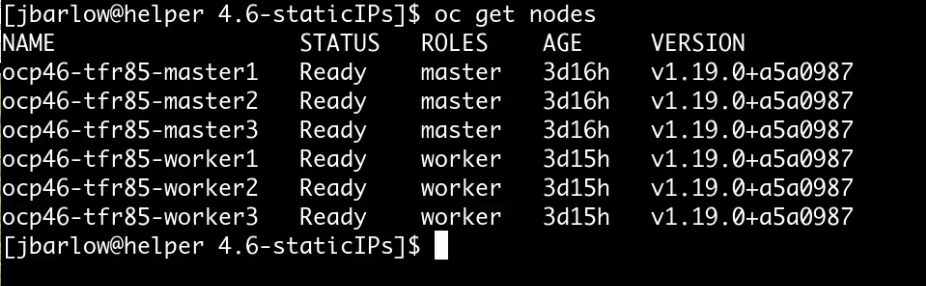 [jbarlow@helper 4.6-staticIPs]$ oc get nodes
NAME                   STATUS   ROLES    AGE     VERSION
ocp46-tfr85-master1   Ready    master   3d16h   v1.19.0+a5a0987
ocp46-tfr85-master2   Ready    master   3d16h   v1.19.0+a5a0987
ocp46-tfr85-master3   Ready    master   3d16h   v1.19.0+a5a0987
ocp46-tfr85-worker1   Ready    worker   3d15h   v1.19.0+a5a0987
ocp46-tfr85-worker2   Ready    worker   3d15h   v1.19.0+a5a0987
ocp46-tfr85-worker3   Ready    worker   3d15h   v1.19.0+a5a0987
[jbarlow@helper 4.6-staticIPs]$